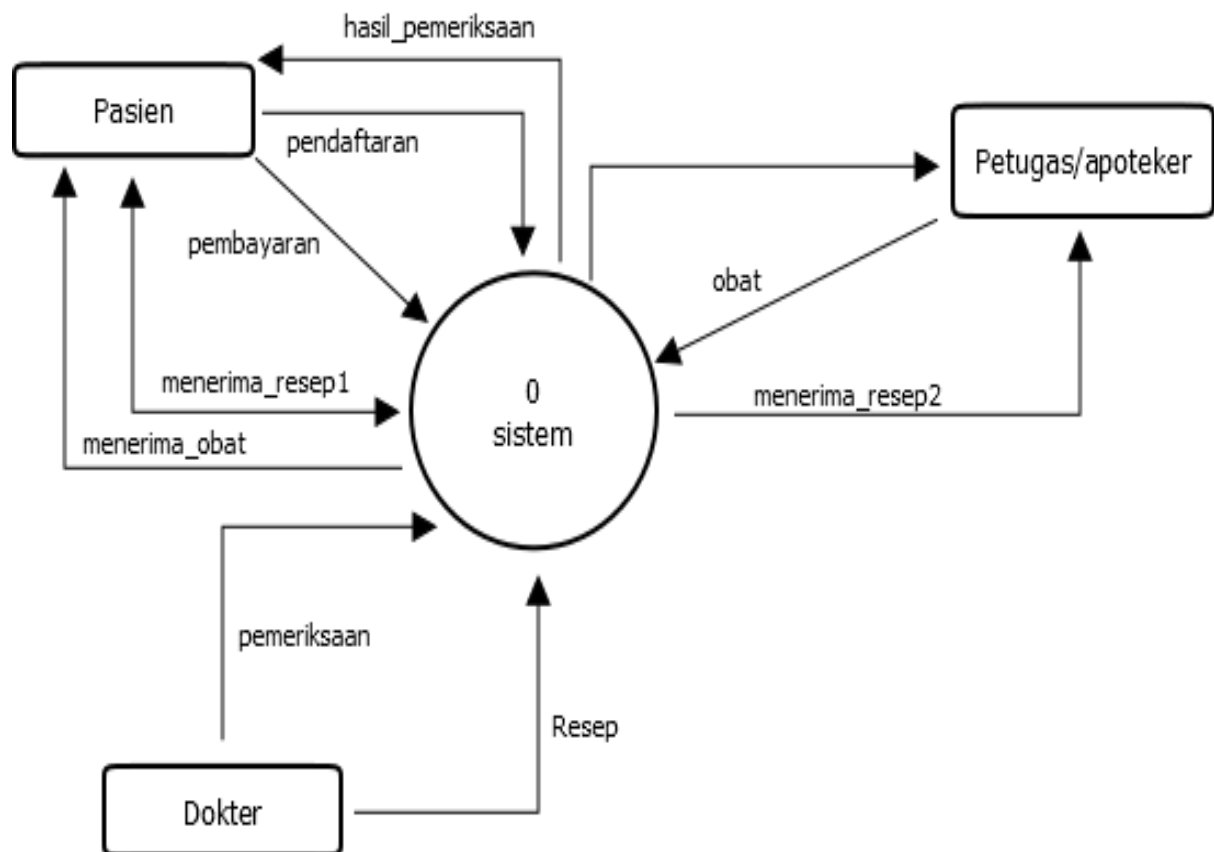 hasil_pemeriksaan
Pasien
pendaftaran
Petugas/apoteker
pembayaran
obat
menerima_resep1
0
sistem
menerima_resep2
menerima_obat
pemeriksaan
Resep
Dokter